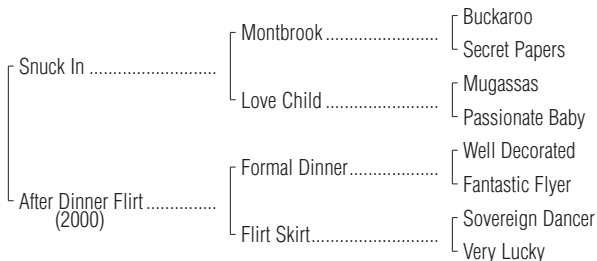 Buckaroo
Montbrook
Secret Papers
Snuck In
Mugassas
Love Child
Passionate Baby
Well Decorated
Formal Dinner
Fantastic Flyer
After Dinner Flirt
(2000)
Sovereign Dancer
Flirt Skirt
Very Lucky